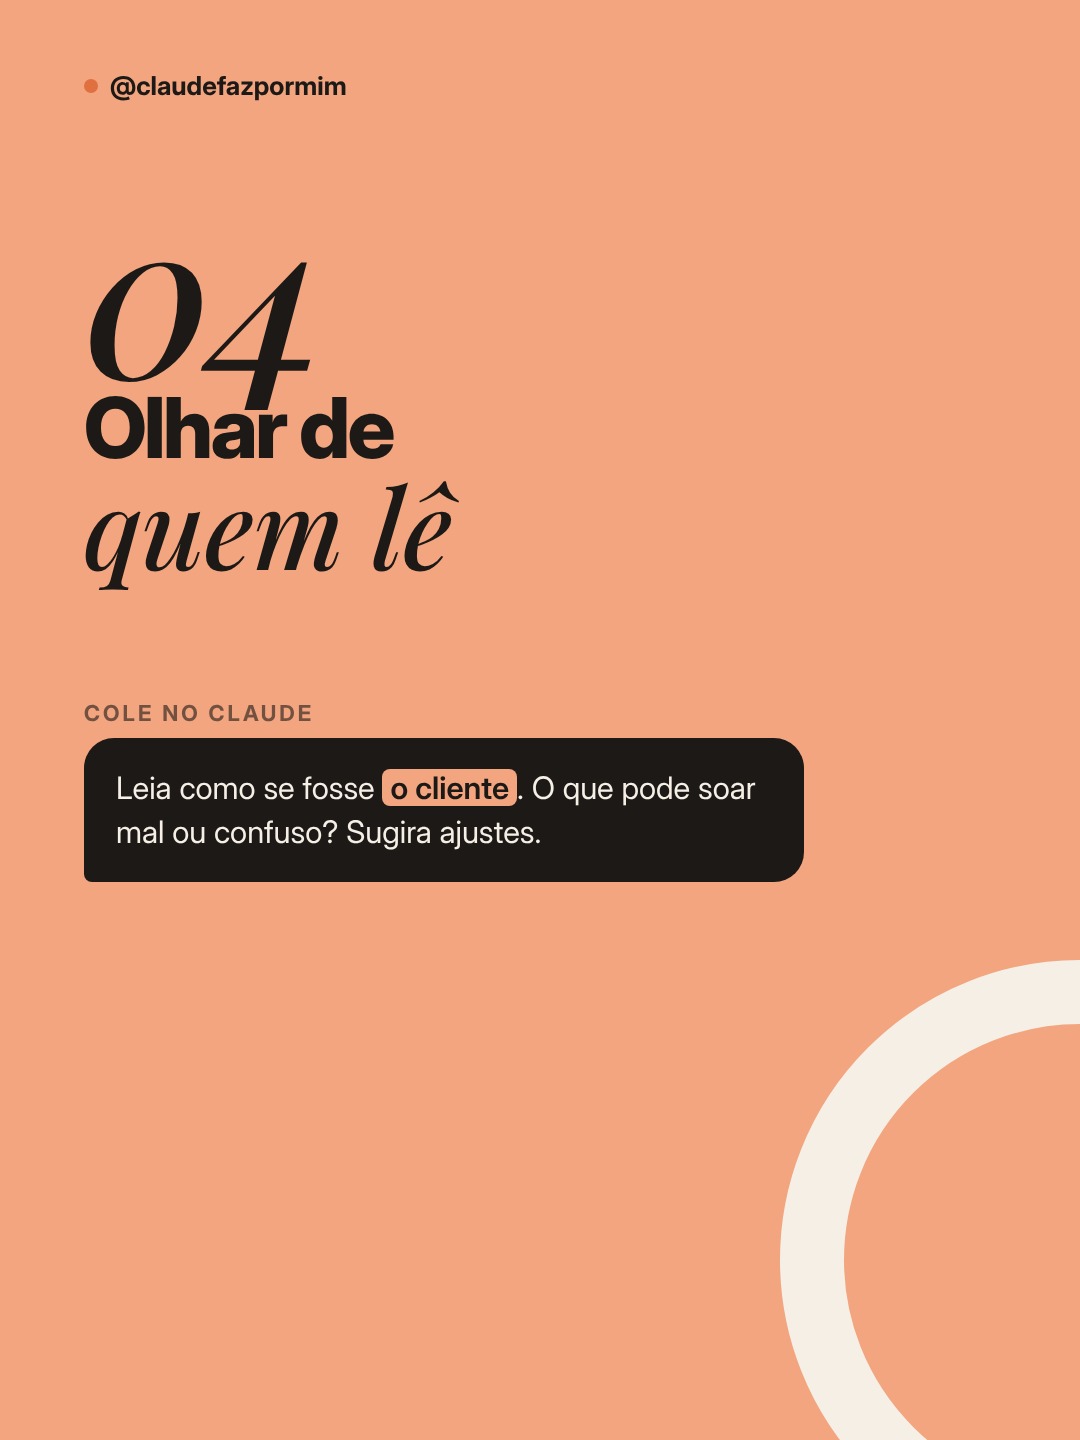 @claudefazpormim
04
Olhar de
quem lê
COLE NO CLAUDE
Leia como se fosse o cliente. O que pode soar
mal ou confuso? Sugira ajustes.